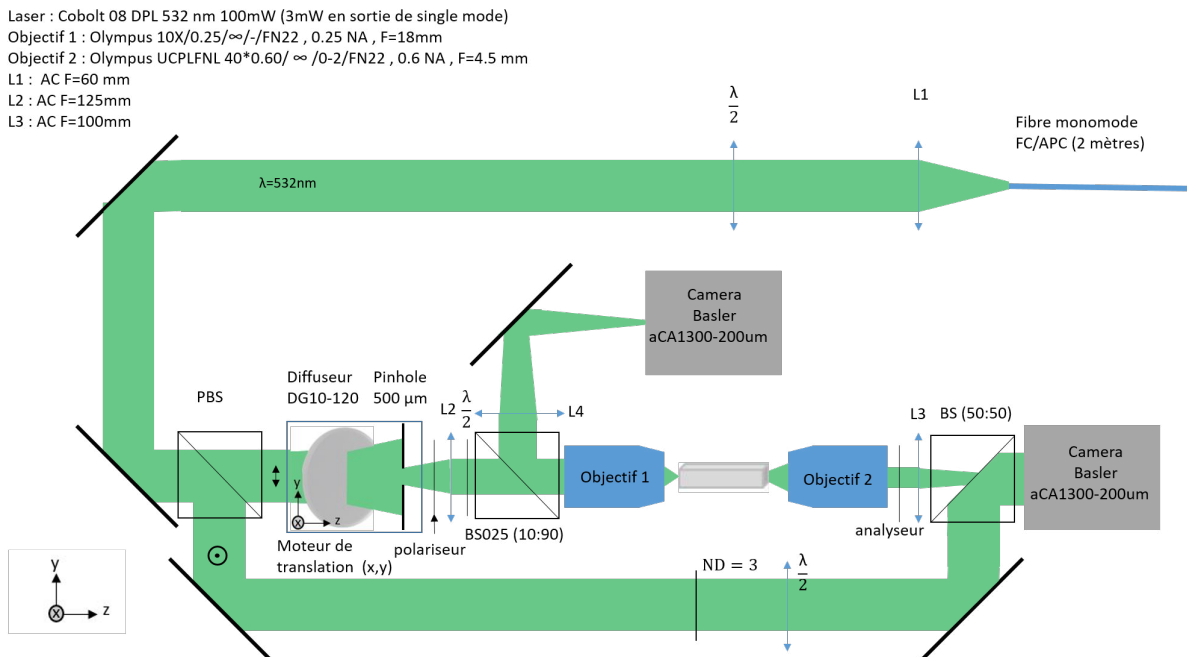 Laser : Cobolt 08 DPL 532 nm 100mW (3mW en sortie de single mode)
Objectif 1 : Olympus 10X/0.25/∞/-/FN22 , 0.25 NA , F=18mm
Objectif 2 : Olympus UCPLFNL 40*0.60/ ∞ /0-2/FN22 , 0.6 NA , F=4.5 mm
L1 : AC F=60 mm
L2 : AC F=125mm
L3 : AC F=100mm
λ
2
L1
Fibre monomode
FC/APC (2 mètres)
λ=532nm
Camera
Basler
aCA1300-200um
PBS
Diffuseur
DG10-120
Pinhole
500 µm
L2
λ
2
L4
L3
BS (50:50)
Camera
Basler
aCA1300-200um
Objectif 1
Objectif 2
y
x
z
Moteur de
translation (x,y)
polariseur
BS025 (10:90)
analyseur
ND = 3
λ
2
y
x
z